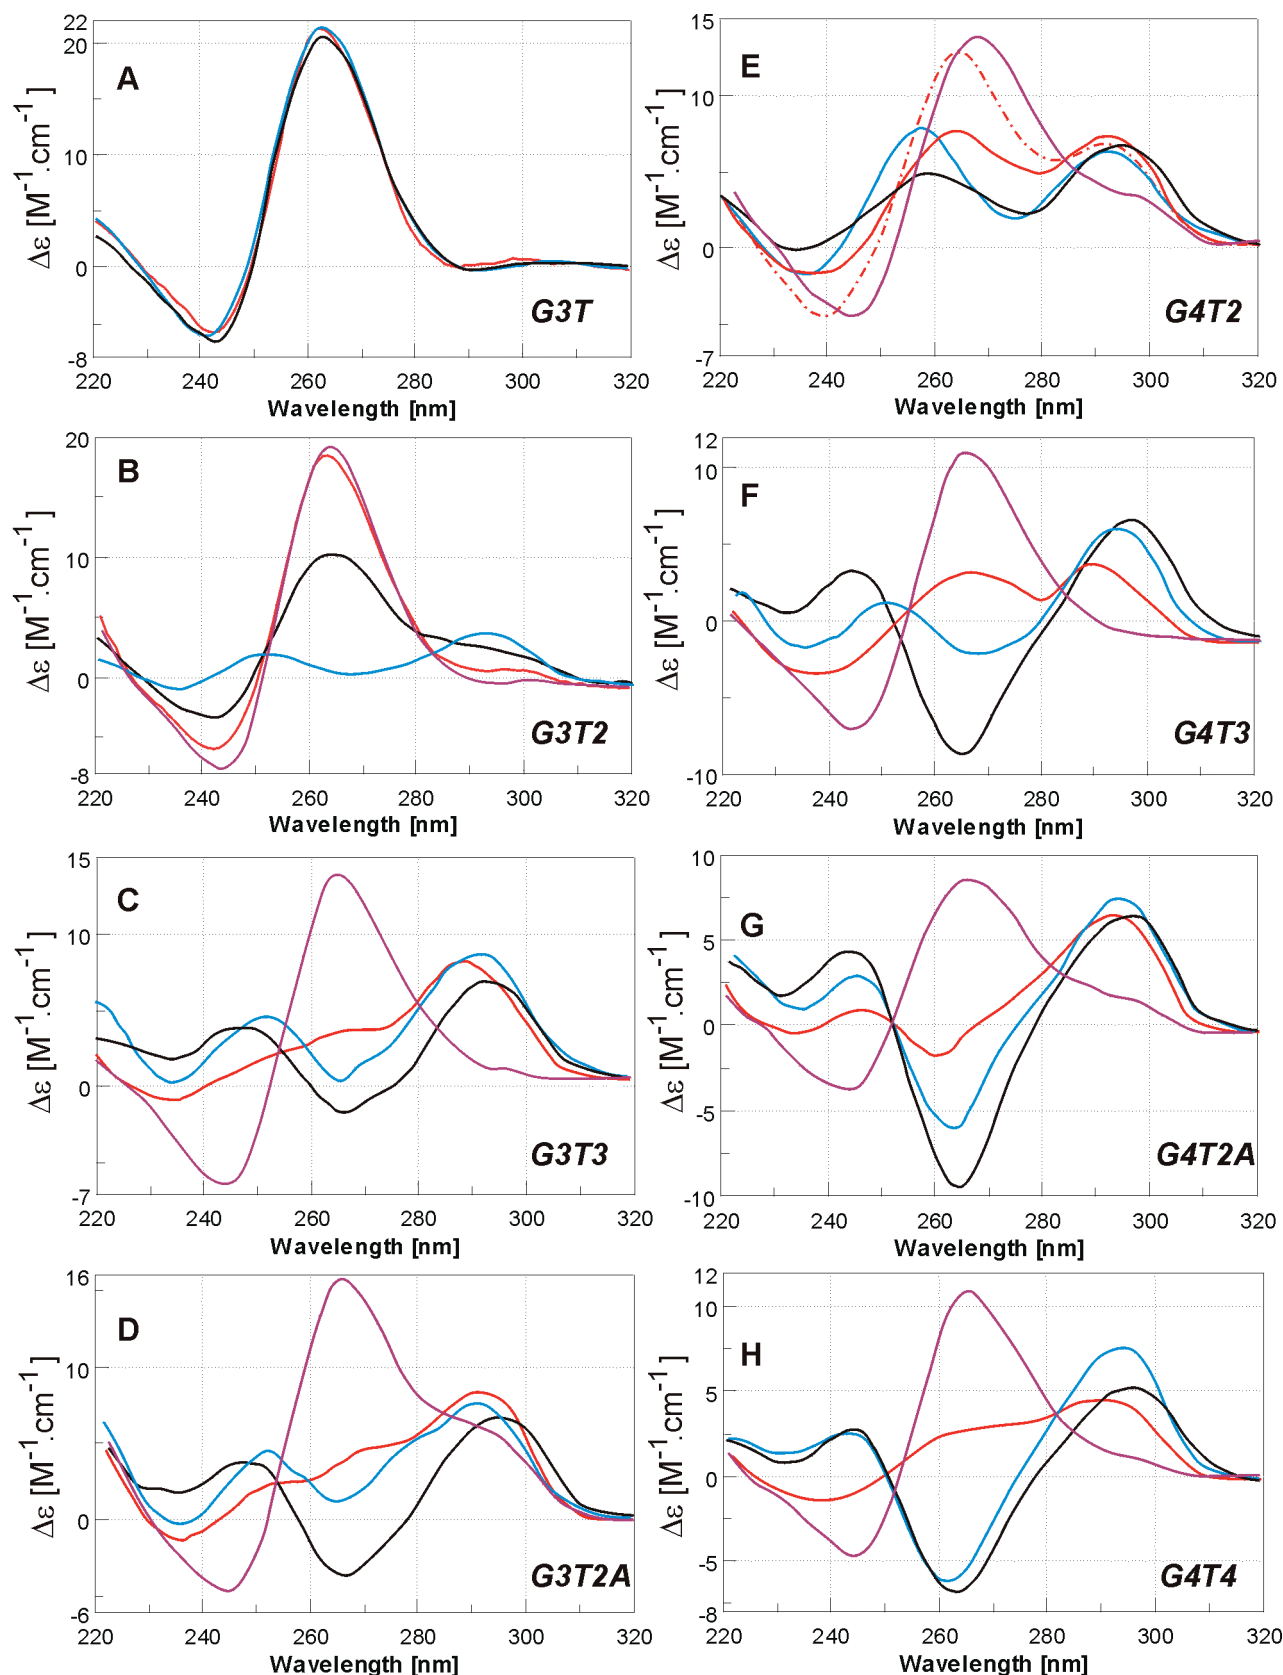 A
Δε [M⁻¹.cm⁻¹]
22
20
10
0
-8
220 240 260 280 300 320
Wavelength [nm]
G3T
B
Δε [M⁻¹.cm⁻¹]
20
10
0
-8
220 240 260 280 300 320
Wavelength [nm]
G3T2
C
Δε [M⁻¹.cm⁻¹]
15
10
0
-7
220 240 260 280 300 320
Wavelength [nm]
G3T3
D
Δε [M⁻¹.cm⁻¹]
16
10
0
-6
220 240 260 280 300 320
Wavelength [nm]
G3T2A
E
Δε [M⁻¹.cm⁻¹]
15
10
0
-7
220 240 260 280 300 320
Wavelength [nm]
G4T2
F
Δε [M⁻¹.cm⁻¹]
12
10
0
-10
220 240 260 280 300 320
Wavelength [nm]
G4T3
G
Δε [M⁻¹.cm⁻¹]
10
5
0
-5
-10
220 240 260 280 300 320
Wavelength [nm]
G4T2A
H
Δε [M⁻¹.cm⁻¹]
12
10
5
0
-5
-8
220 240 260 280 300 320
Wavelength [nm]
G4T4